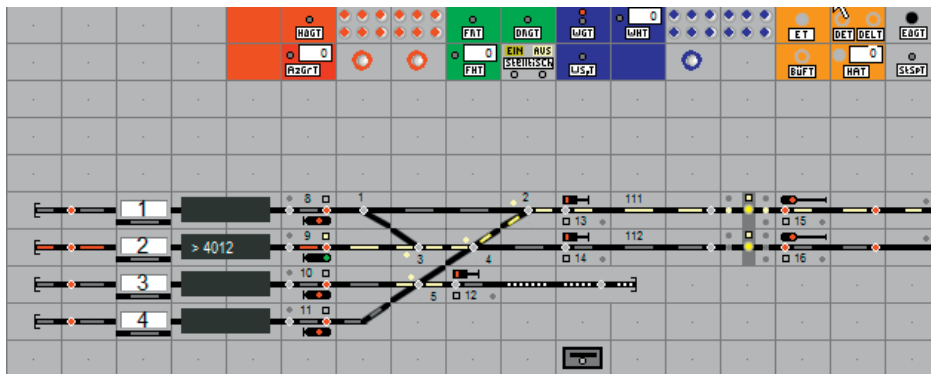 HaGT FRT DRGT WGT 0 WHT ET DET DELT EAGT
0 AzGrT 0 FHT EIN AUS Stelltisch WSpT BüFT 0 HAT StSpT
8 1 2 111
1 13 15
9 112
2 > 4012 3 4 14 16
10
3 5 12
11
4